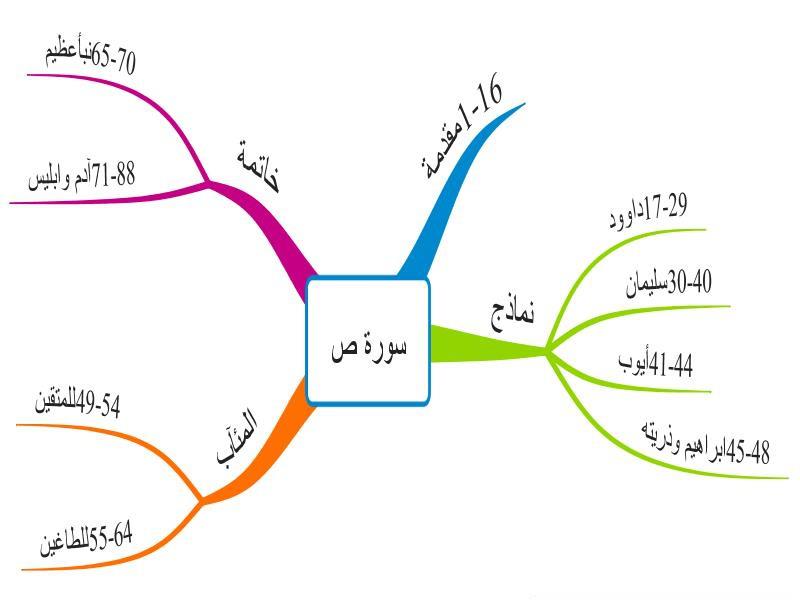 سورة ص
1-16مقدمة
نماذج
17-29داوود
30-40سليمان
41-44أيوب
45-48ابراهيم وذريته
المئآب
49-54للمتقين
55-64للطاغين
خاتمة
65-70نبأعظيم
71-88آدم وابليس